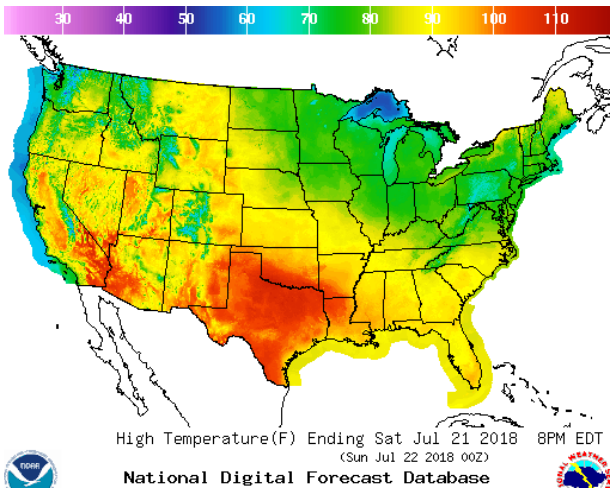 30 40 50 60 70 80 90 100 110
High Temperature(F) Ending Sat Jul 21 2018 8PM EDT
(Sun Jul 22 2018 00Z)
National Digital Forecast Database
noaa